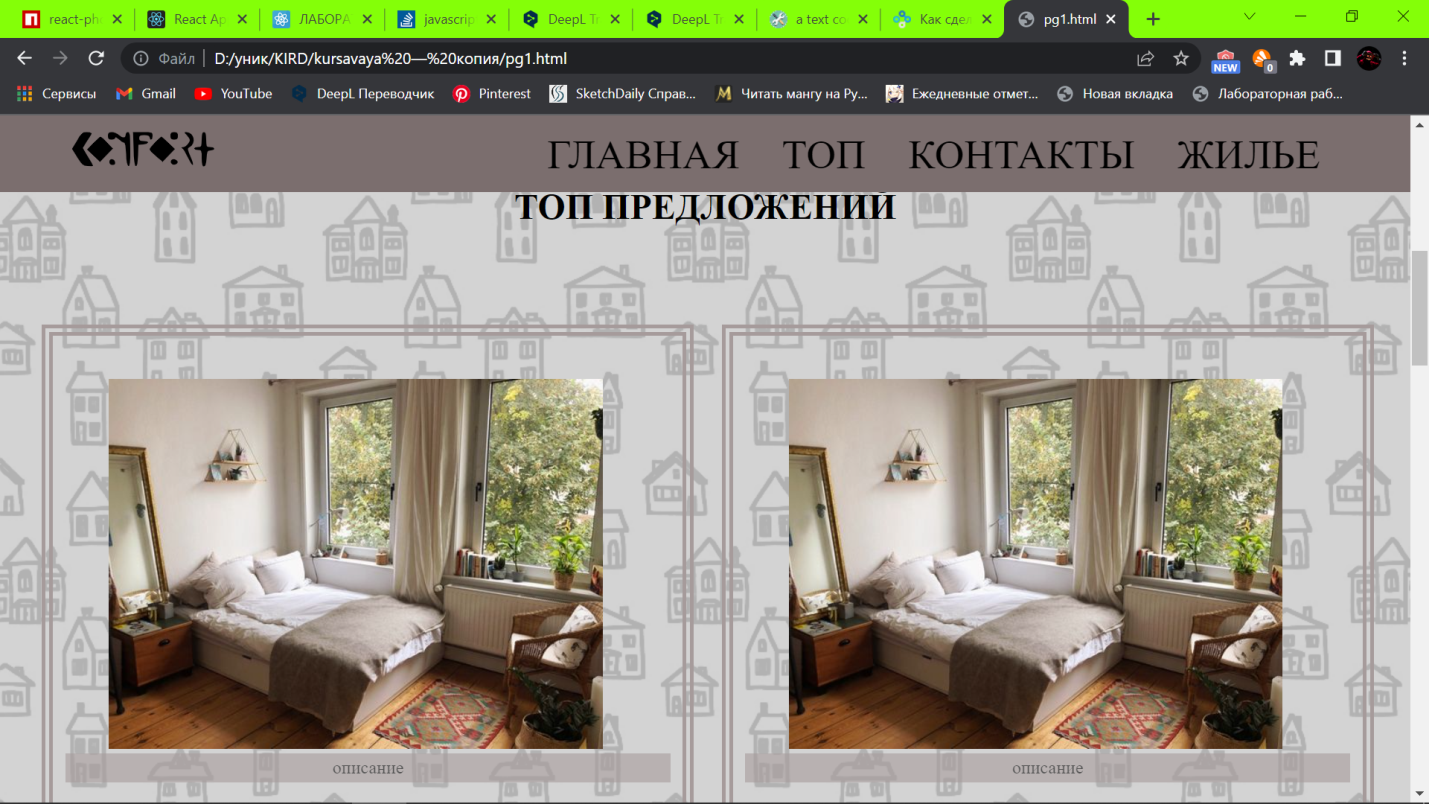 react-ph
React Ap
ЛАБОРА
javascrip
DeepL Tr
DeepL Tr
a text co
Как сдел
pg1.html
Файл D:/уник/KIRD/kursavaya%20—%20копия/pg1.html
NEW 0
Сервисы Gmail YouTube DeepL Переводчик Pinterest SketchDaily Справ... Читать мангу на Ру... Ежедневные отмет... Новая вкладка Лабораторная раб...
COMFORT ГЛАВНАЯ ТОП КОНТАКТЫ ЖИЛЬЕ
ТОП ПРЕДЛОЖЕНИЙ
описание описание